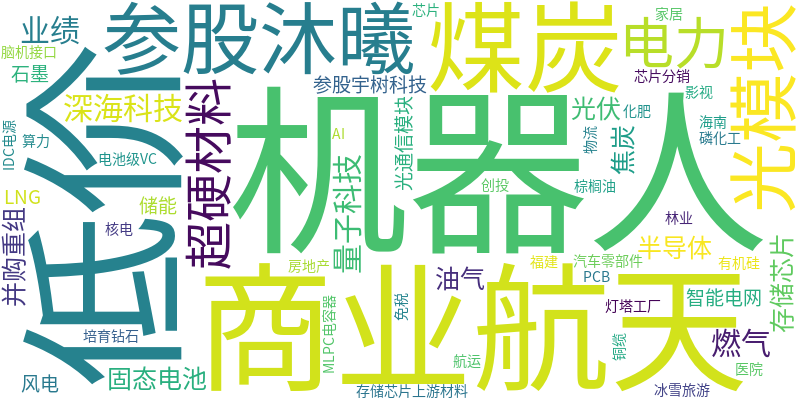 芯片
家居
业绩
参股沐曦
煤炭
电力
光模块
脑机接口
石墨
深海科技
超硬材料
参股宇树科技
光伏
化肥
芯片分销
影视
低价
机器人
IDC电源
算力
电池级VC
AI
光通信模块
物流
焦炭
海南
磷化工
LNG
储能
量子科技
创投
棕榈油
林业
并购重组
核电
房地产
福建
汽车零部件
半导体
有机硅
存储芯片
商业航天
油气
PCB
智能电网
培育钻石
MLPC电容器
免税
灯塔工厂
铜缆
燃气
风电
固态电池
航运
医院
存储芯片上游材料
冰雪旅游